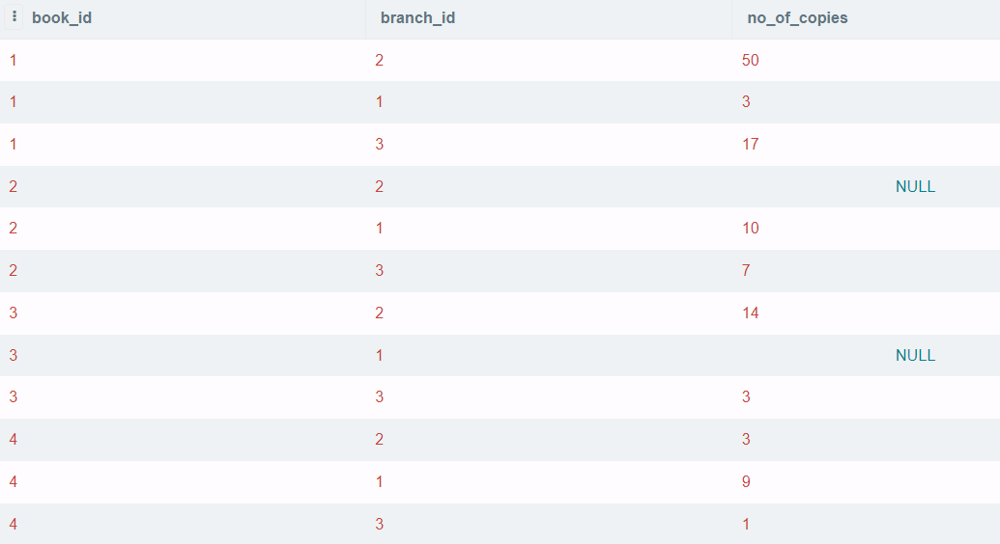 book_id branch_id no_of_copies
1 2 50
1 1 3
1 3 17
2 2 NULL
2 1 10
2 3 7
3 2 14
3 1 NULL
3 3 3
4 2 3
4 1 9
4 3 1